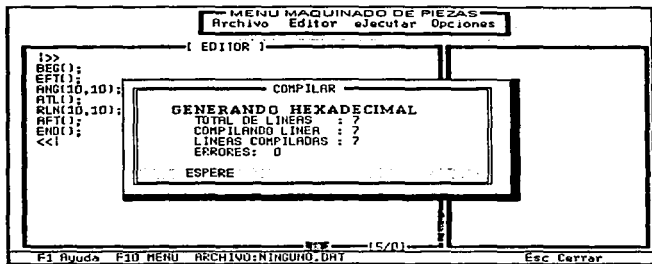 MENU MAQUINADO DE PIEZAS
Archivo Editor eJecutar Opciones
[ EDITOR ]
!>>
BEG();
EFT();
ANG(10,10);
ATL();
RLN(10,10);
AFT();
END();
<<!
COMPILAR
GENERANDO HEXADECIMAL
TOTAL DE LINEAS : 7
COMPILANDO LINEA : 7
LINEAS COMPILADAS : 7
ERRORES: 0
ESPERE
[S/0]
F1 Ayuda F10 MENU ARCHIVO:NINGUNO.DAT Esc Cerrar